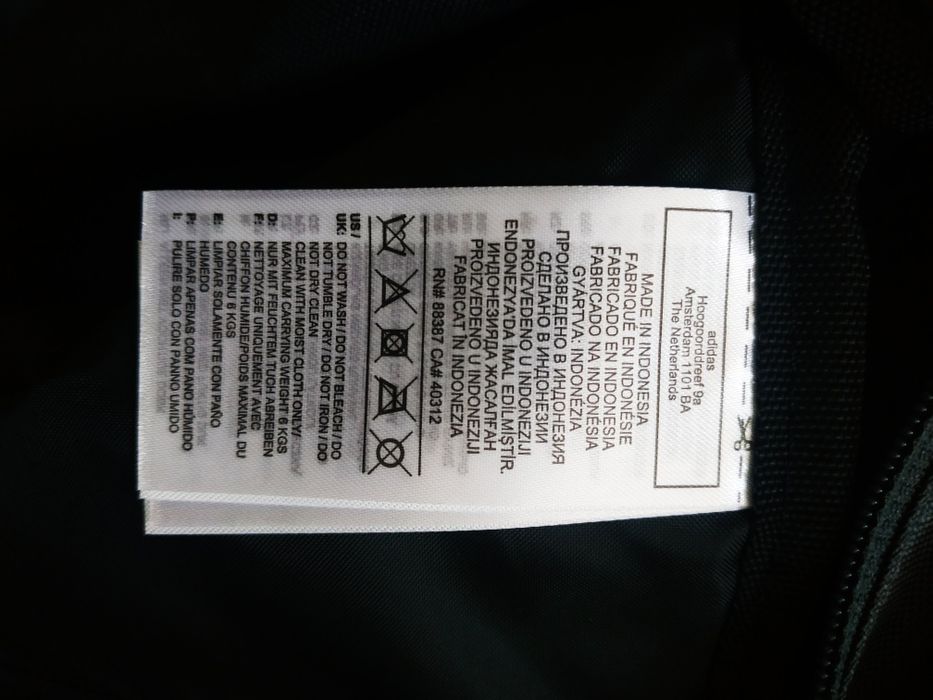 adidas
Hoogoorddreef 9a
Amsterdam 1101 BA
The Netherlands
MADE IN INDONESIA
FABRIQUÉ EN INDONÉSIE
FABRICADO EN INDONESIA
FABRICADO NA INDONÉSIA
GYÁRTVA: INDONÉZIA
ПРОИЗВЕДЕНО В ИНДОНЕЗИЯ
СДЕЛАНО В ИНДОНЕЗИИ
PROIZVEDENO U INDONEZIJI
ENDONEZYA'DA İMAL EDİLMİŞTİR.
ИНДОНЕЗИЯДА ЖАСАЛҒАН
PROIZVEDENO U INDONEZIJI
FABRICAT ÎN INDONEZIA
RN# 88387 CA# 40312
US /
UK: DO NOT WASH / DO NOT BLEACH / DO
NOT TUMBLE DRY / DO NOT IRON / DO
NOT DRY CLEAN
CLEAN WITH MOIST CLOTH ONLY/
MAXIMUM CARRYING WEIGHT 6 KGS
D: NUR MIT FEUCHTEM TUCH ABREIBEN
F: NETTOYAGE UNIQUEMENT AVEC
CHIFFON HUMIDE/POIDS MAXIMAL DU
CONTENU 6 KGS
E: LIMPIAR SOLAMENTE CON PAÑO
HÚMEDO
P: LIMPAR APENAS COM PANO HÚMIDO
I: PULIRE SOLO CON PANNO UMIDO